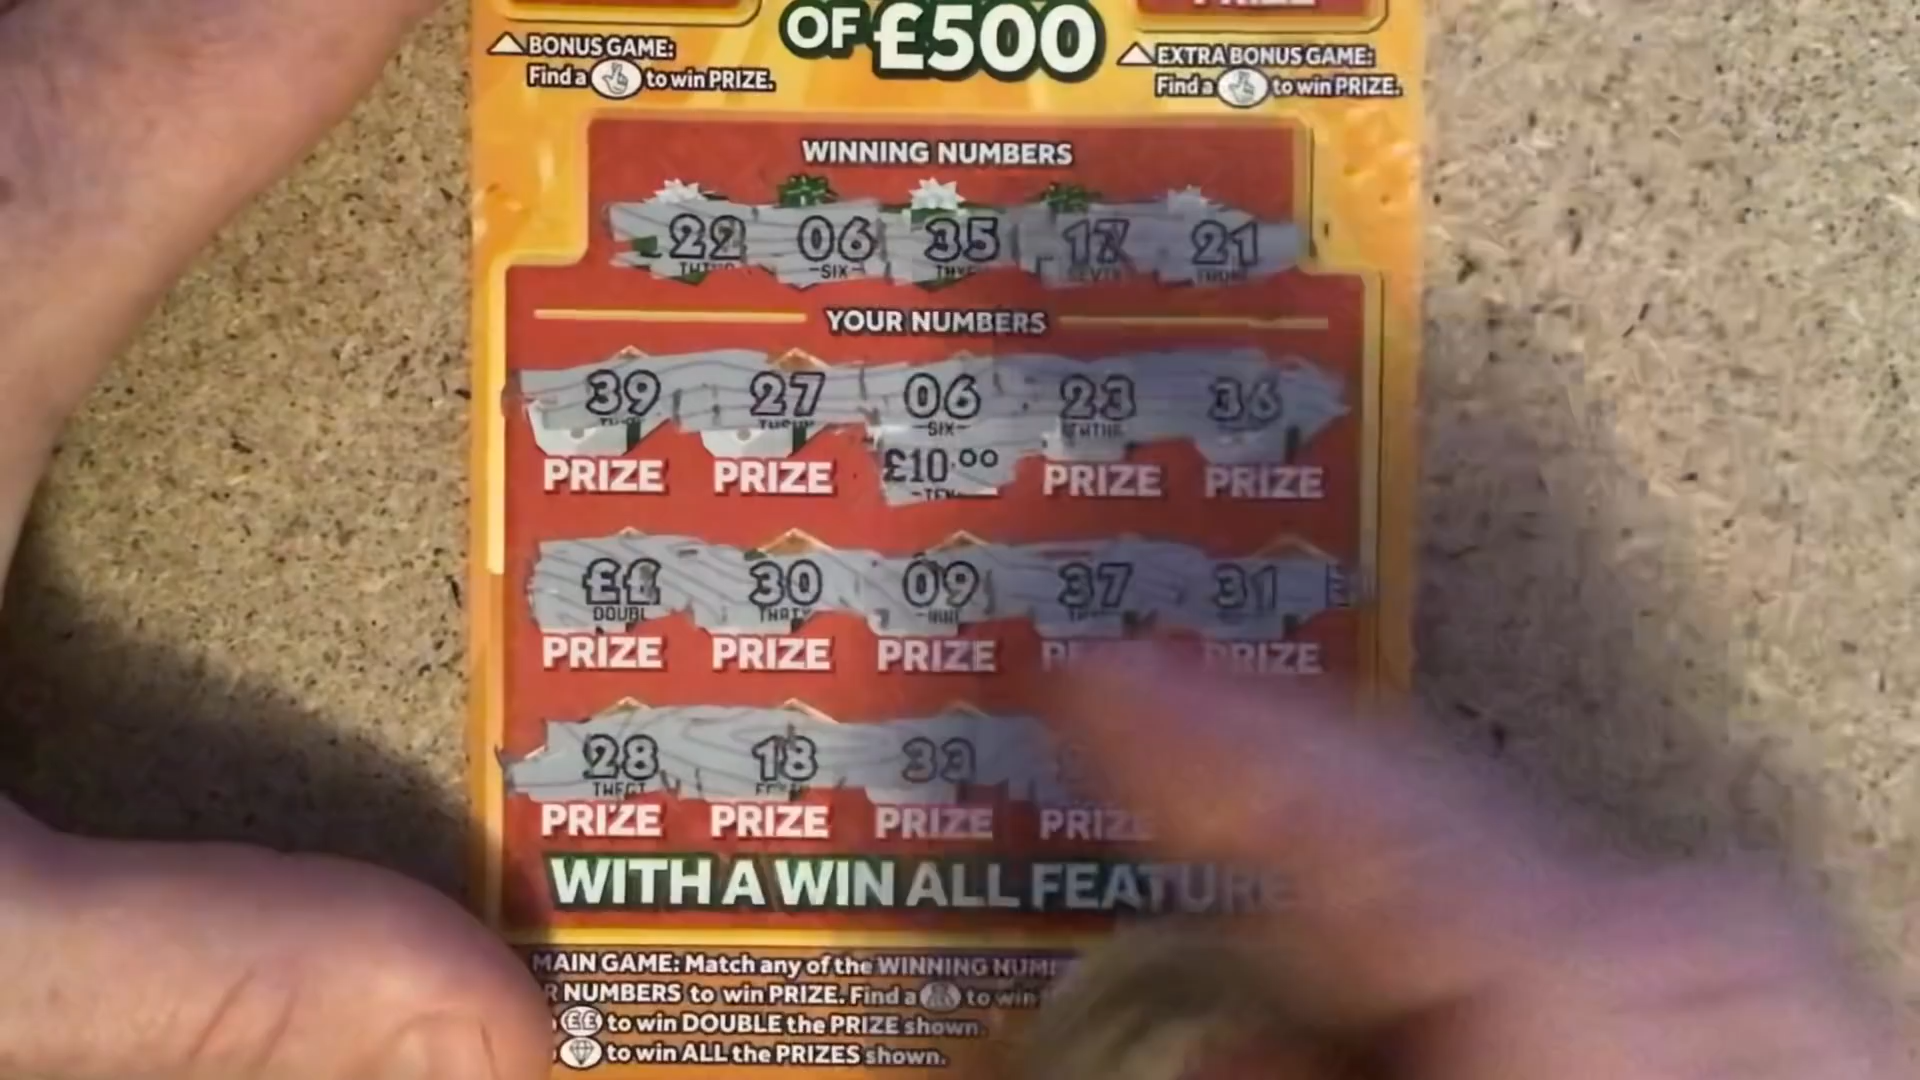 OF £500
BONUS GAME:
Find a to win PRIZE.
EXTRA BONUS GAME:
Find a to win PRIZE.
WINNING NUMBERS
22 06 35 17 21
SIX
YOUR NUMBERS
39 27 06 23 36
SIX
PRIZE PRIZE £10.00 PRIZE PRIZE
TEN
££ 30 09 37 31
DOUBL
PRIZE PRIZE PRIZE PRIZE
28 18 33
PRIZE PRIZE PRIZE PRIZE
WITH A WIN ALL FEATURE
MAIN GAME: Match any of the WINNING NUM
R NUMBERS to win PRIZE. Find a to win
££ to win DOUBLE the PRIZE shown.
to win ALL the PRIZES shown.